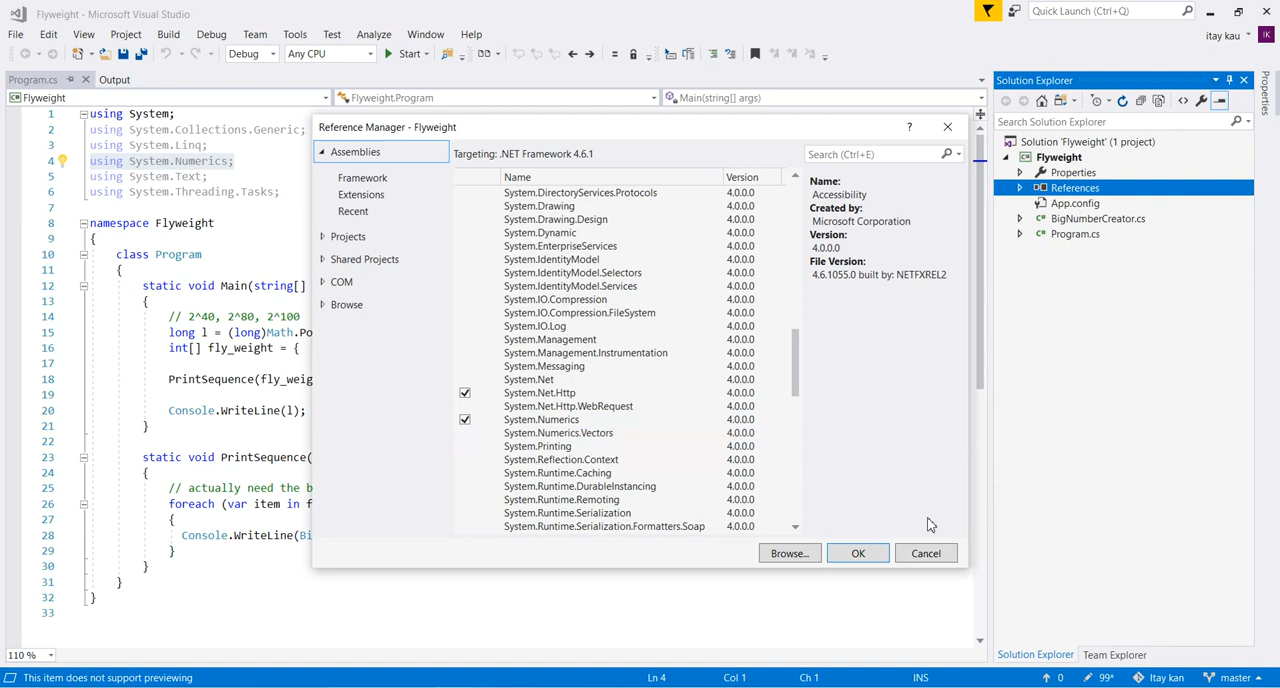 Flyweight - Microsoft Visual Studio
Quick Launch (Ctrl+Q)
File Edit View Project Build Debug Team Tools Test Analyze Window Help
itay kau IK
Debug Any CPU Start
Program.cs Output
Flyweight Flyweight.Program Main(string[] args)
1 using System;
2 using System.Collections.Generic;
3 using System.Linq;
4 using System.Numerics;
5 using System.Text;
6 using System.Threading.Tasks;
7
8 namespace Flyweight
9 {
10 class Program
11 {
12 static void Main(string[]
13 {
14 // 2^40, 2^80, 2^100
15 long l = (long)Math.Po
16 int[] fly_weight = {
17
18 PrintSequence(fly_weig
19
20 Console.WriteLine(l);
21 }
22
23 static void PrintSequence(
24 {
25 // actually need the b
26 foreach (var item in f
27 {
28 Console.WriteLine(Bi
29 }
30 }
31 }
32 }
33
110 %
Reference Manager - Flyweight
?
Assemblies
Framework
Extensions
Recent
Projects
Shared Projects
COM
Browse
Targeting: .NET Framework 4.6.1
Search (Ctrl+E)
Name Version
System.DirectoryServices.Protocols 4.0.0.0
System.Drawing 4.0.0.0
System.Drawing.Design 4.0.0.0
System.Dynamic 4.0.0.0
System.EnterpriseServices 4.0.0.0
System.IdentityModel 4.0.0.0
System.IdentityModel.Selectors 4.0.0.0
System.IdentityModel.Services 4.0.0.0
System.IO.Compression 4.0.0.0
System.IO.Compression.FileSystem 4.0.0.0
System.IO.Log 4.0.0.0
System.Management 4.0.0.0
System.Management.Instrumentation 4.0.0.0
System.Messaging 4.0.0.0
System.Net 4.0.0.0
System.Net.Http 4.0.0.0
System.Net.Http.WebRequest 4.0.0.0
System.Numerics 4.0.0.0
System.Numerics.Vectors 4.0.0.0
System.Printing 4.0.0.0
System.Reflection.Context 4.0.0.0
System.Runtime.Caching 4.0.0.0
System.Runtime.DurableInstancing 4.0.0.0
System.Runtime.Remoting 4.0.0.0
System.Runtime.Serialization 4.0.0.0
System.Runtime.Serialization.Formatters.Soap 4.0.0.0
Name:
Accessibility
Created by:
Microsoft Corporation
Version:
4.0.0.0
File Version:
4.6.1055.0 built by: NETFXREL2
Browse... OK Cancel
Solution Explorer
Search Solution Explorer
Solution 'Flyweight' (1 project)
Flyweight
Properties
References
App.config
BigNumberCreator.cs
Program.cs
Solution Explorer Team Explorer
Properties
This item does not support previewing Ln 4 Col 1 Ch 1 INS 0 99* Itay kan master